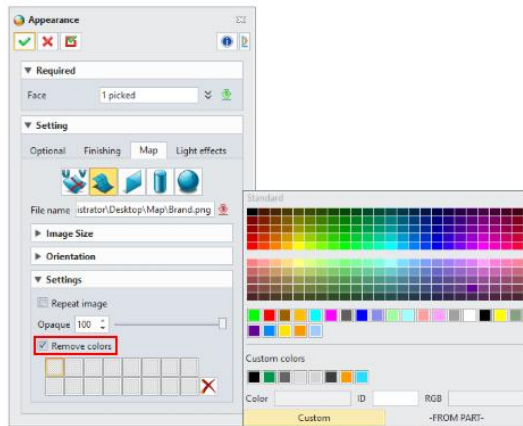 Appearance
Required
Face 1 picked
Setting
Optional Finishing Map Light effects
File name istrator\Desktop\Map\Brand.png
Image Size
Orientation
Settings
Repeat image
Opaque 100
Remove colors
Standard
Custom colors
Color ID RGB
Custom -FROM PART-